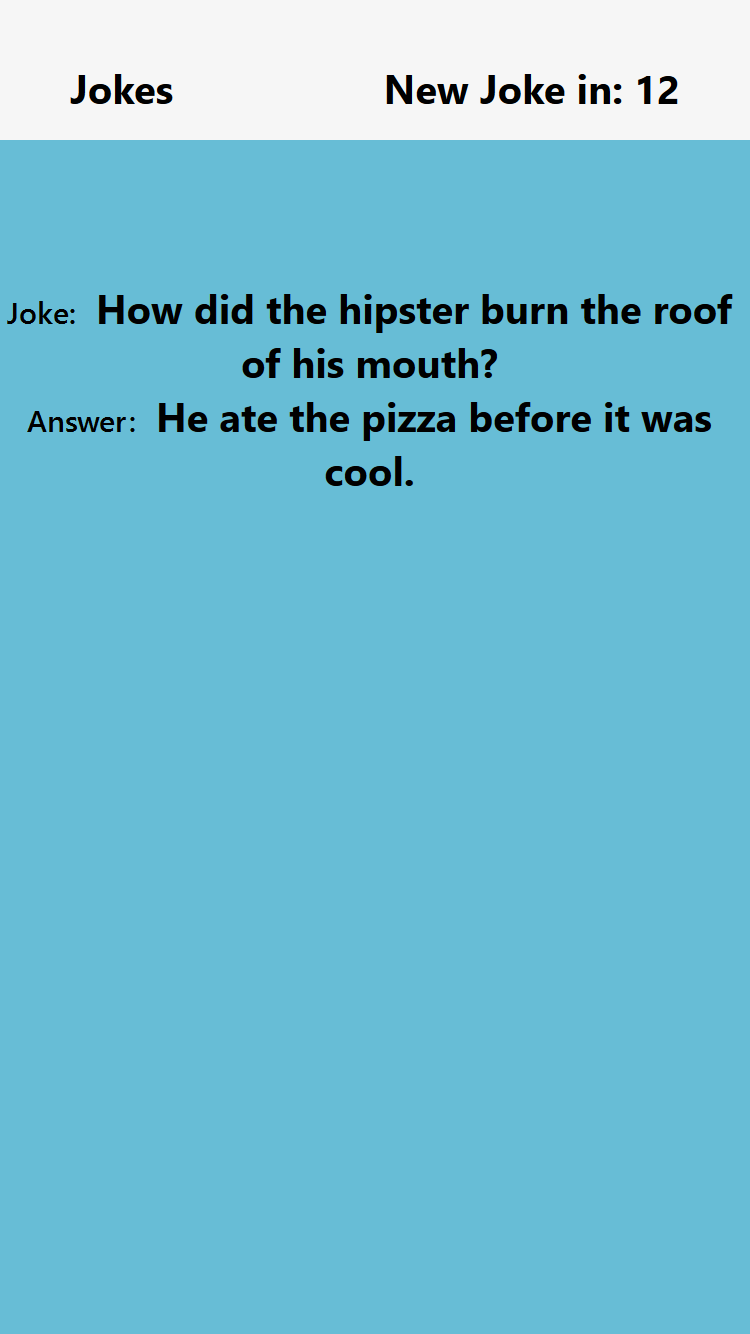 Jokes New Joke in: 12
Joke: How did the hipster burn the roof
of his mouth?
Answer: He ate the pizza before it was
cool.